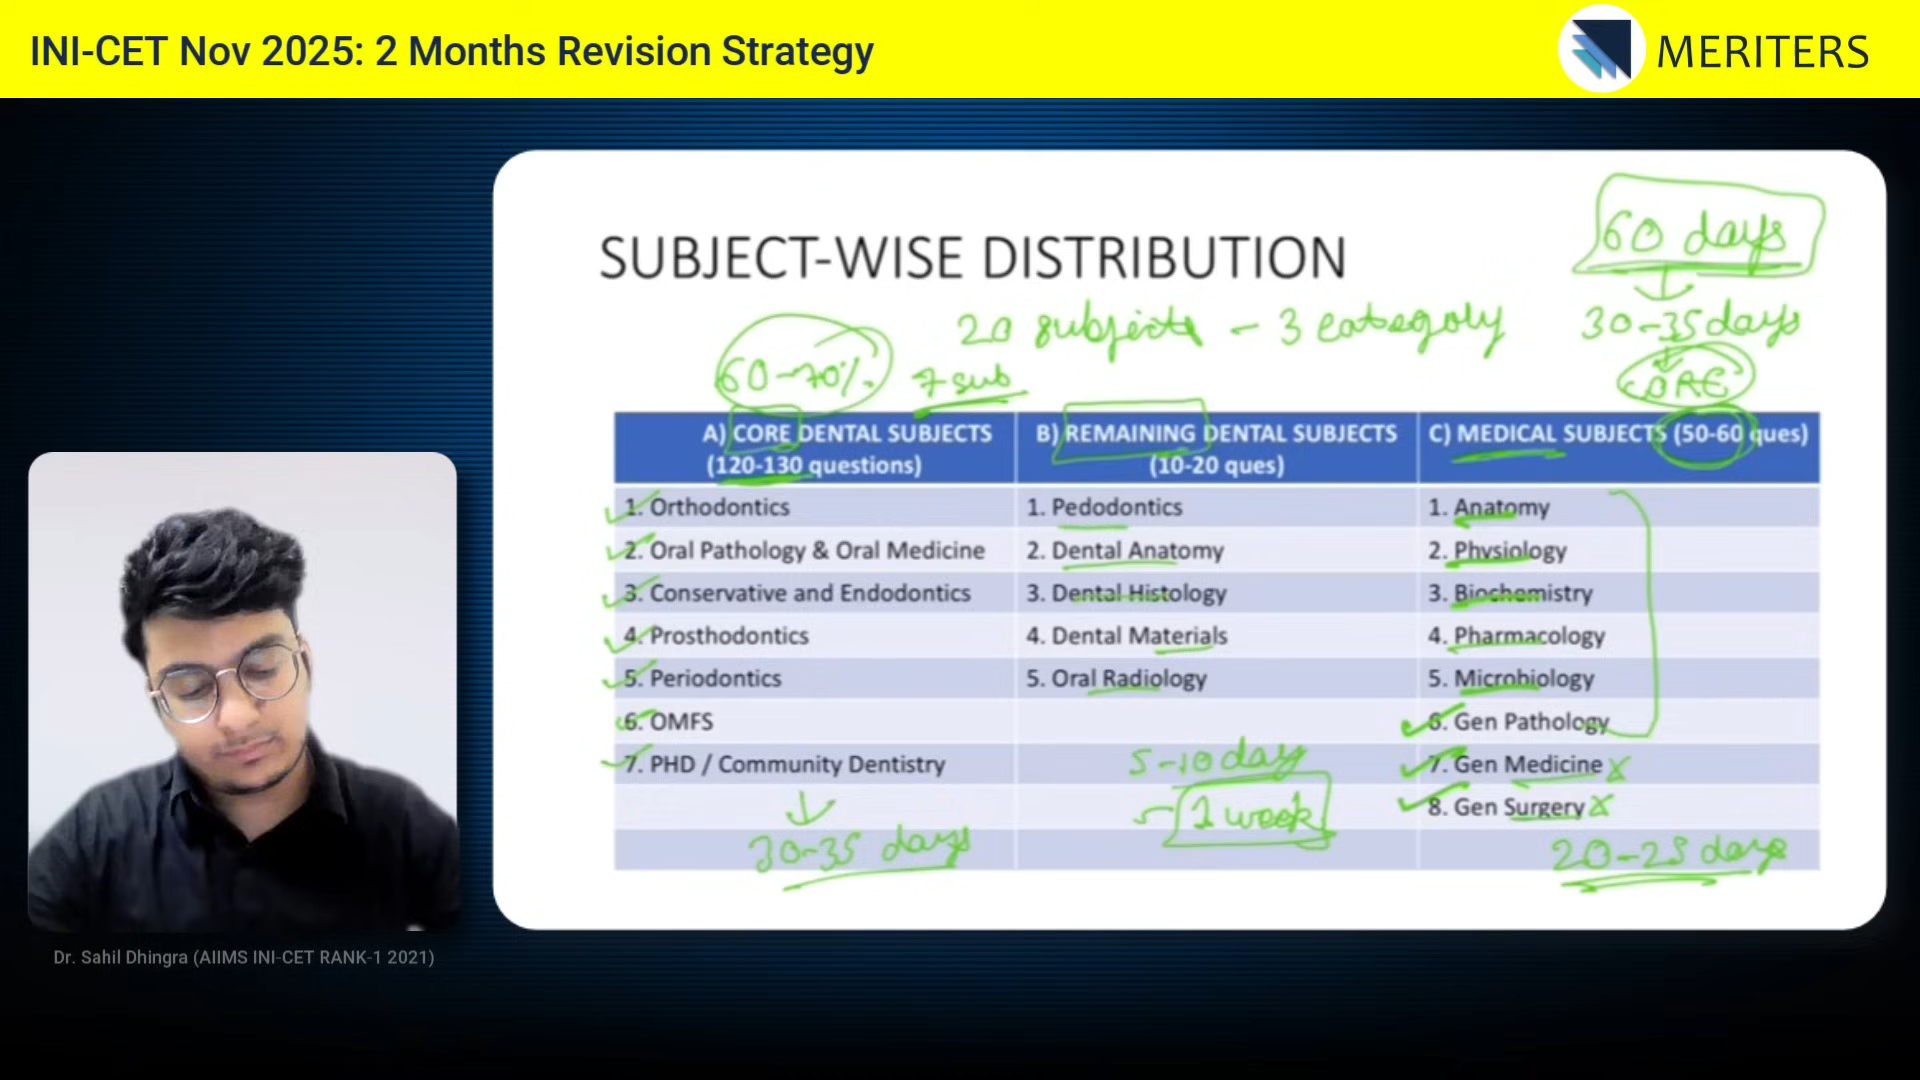 INI-CET Nov 2025: 2 Months Revision Strategy
MERITERS
60 days
SUBJECT-WISE DISTRIBUTION
20 subjects - 3 category
30-35 days
60-70%
7 sub
CORE
A) CORE DENTAL SUBJECTS
(120-130 questions)
B) REMAINING DENTAL SUBJECTS
(10-20 ques)
C) MEDICAL SUBJECTS (50-60 ques)
1. Orthodontics
1. Pedodontics
1. Anatomy
2. Oral Pathology & Oral Medicine
2. Dental Anatomy
2. Physiology
3. Conservative and Endodontics
3. Dental Histology
3. Biochemistry
4. Prosthodontics
4. Dental Materials
4. Pharmacology
5. Periodontics
5. Oral Radiology
5. Microbiology
6. OMFS
6. Gen Pathology
7. PHD / Community Dentistry
5-10 days
7. Gen Medicine x
1 week
8. Gen Surgery x
30-35 days
20-25 days
Dr. Sahil Dhingra (AIIMS INI-CET RANK-1 2021)